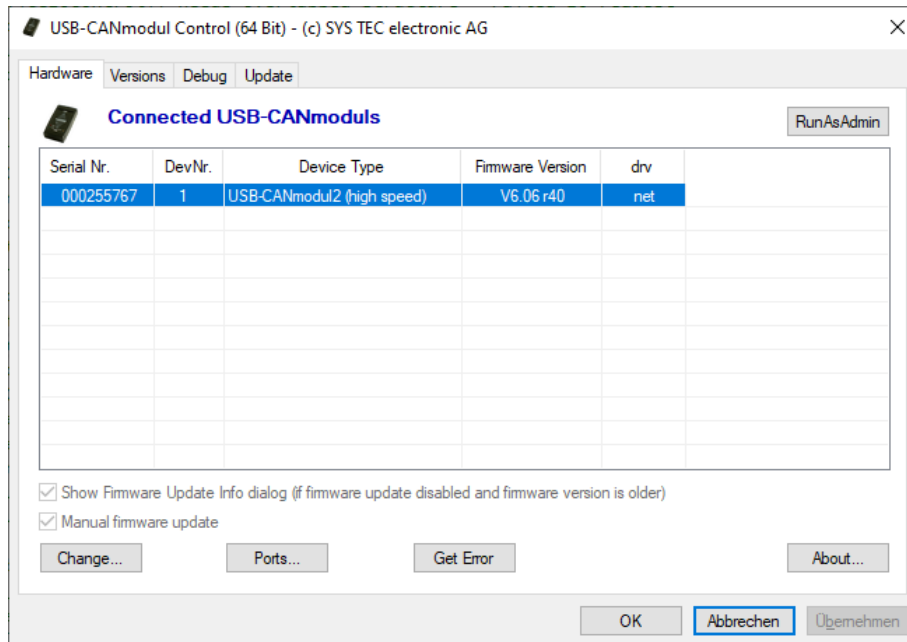 USB-CANmodul Control (64 Bit) - (c) SYS TEC electronic AG
Hardware Versions Debug Update
Connected USB-CANmoduls
RunAsAdmin
Serial Nr. DevNr. Device Type Firmware Version drv
000255767 1 USB-CANmodul2 (high speed) V6.06 r40 net
Show Firmware Update Info dialog (if firmware update disabled and firmware version is older)
Manual firmware update
Change... Ports... Get Error About...
OK Abbrechen Übernehmen